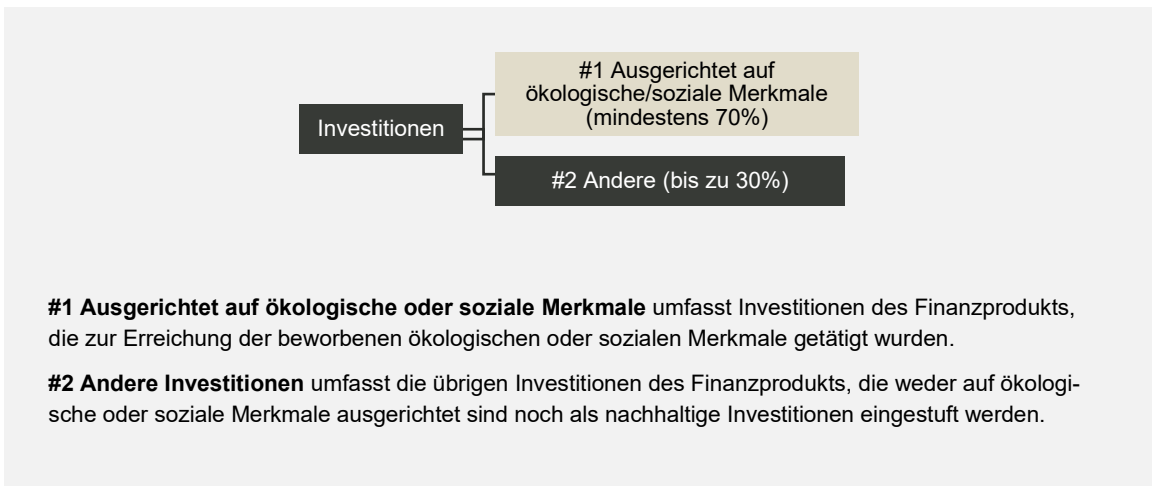 #1 Ausgerichtet auf
ökologische/soziale Merkmale
(mindestens 70%)
Investitionen
#2 Andere (bis zu 30%)
#1 Ausgerichtet auf ökologische oder soziale Merkmale umfasst Investitionen des Finanzprodukts,
die zur Erreichung der beworbenen ökologischen oder sozialen Merkmale getätigt wurden.
#2 Andere Investitionen umfasst die übrigen Investitionen des Finanzprodukts, die weder auf ökologi-
sche oder soziale Merkmale ausgerichtet sind noch als nachhaltige Investitionen eingestuft werden.